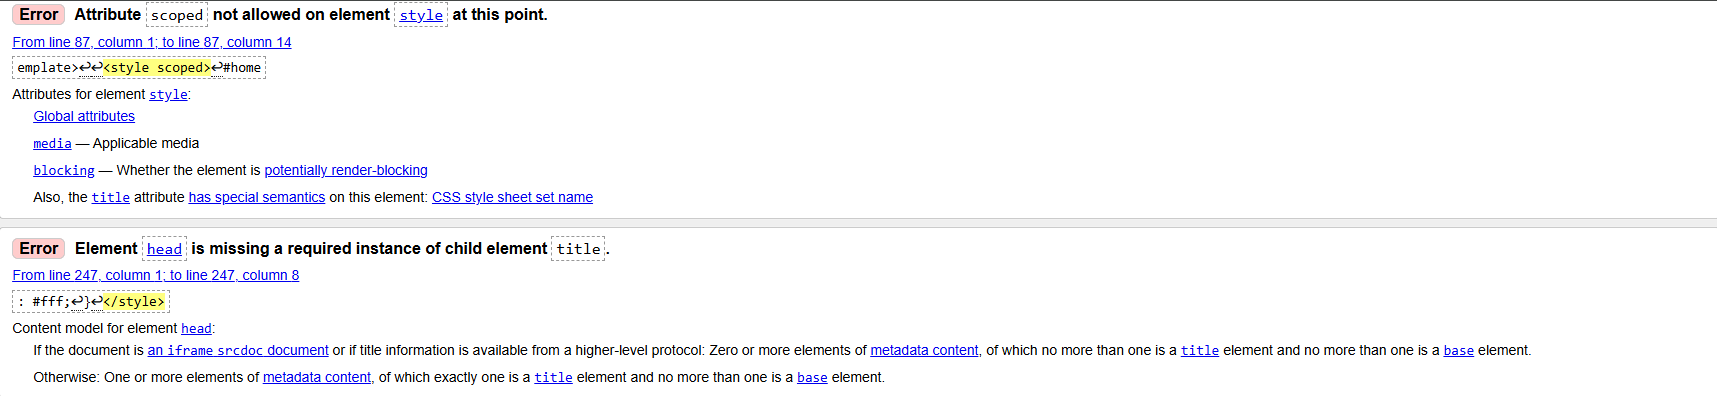 Error Attribute scoped not allowed on element style at this point.
From line 87, column 1; to line 87, column 14
emplate>↩↩<style scoped>↩#home
Attributes for element style:
Global attributes
media — Applicable media
blocking — Whether the element is potentially render-blocking
Also, the title attribute has special semantics on this element: CSS style sheet set name
Error Element head is missing a required instance of child element title.
From line 247, column 1; to line 247, column 8
: #fff;↩}↩</style>
Content model for element head:
If the document is an iframe srcdoc document or if title information is available from a higher-level protocol: Zero or more elements of metadata content, of which no more than one is a title element and no more than one is a base element.
Otherwise: One or more elements of metadata content, of which exactly one is a title element and no more than one is a base element.